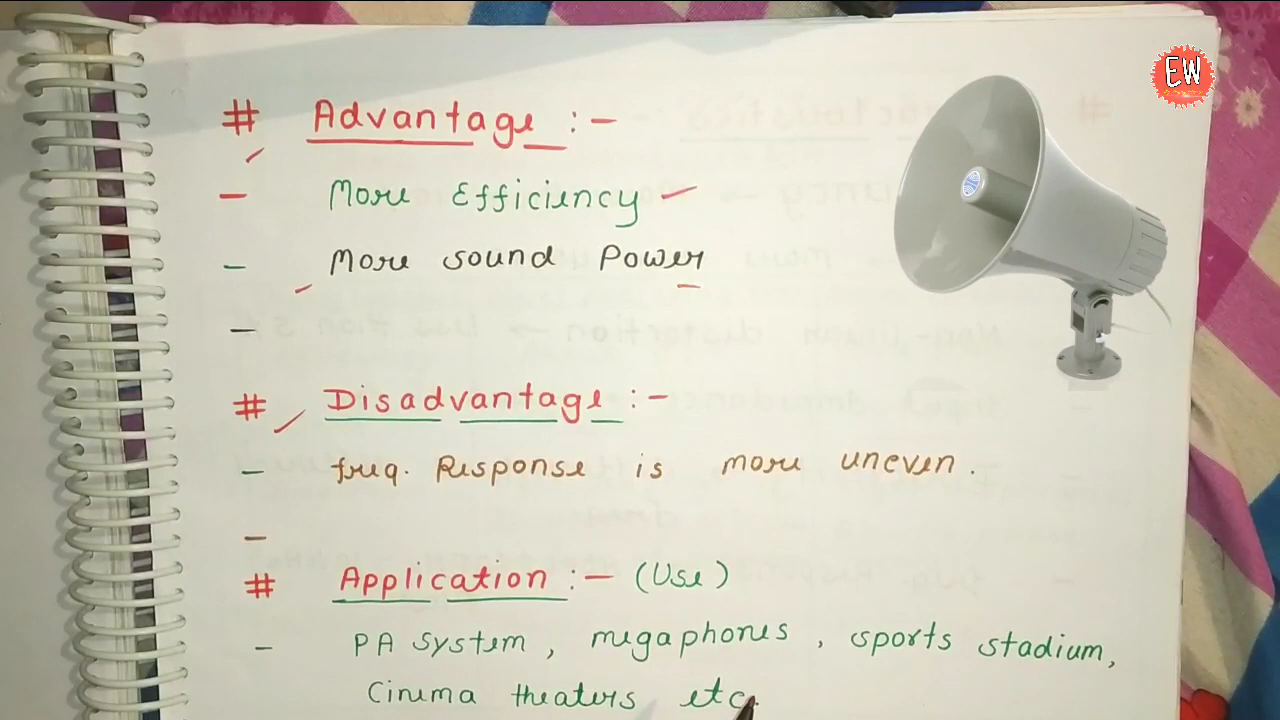 EW
# Advantage :-
- More Efficiency -
- More sound Power
-
# Disadvantage :-
- freq. Response is more uneven.
-
# Application :- (Use)
- PA System, megaphones, sports stadium,
Cinema theaters etc.